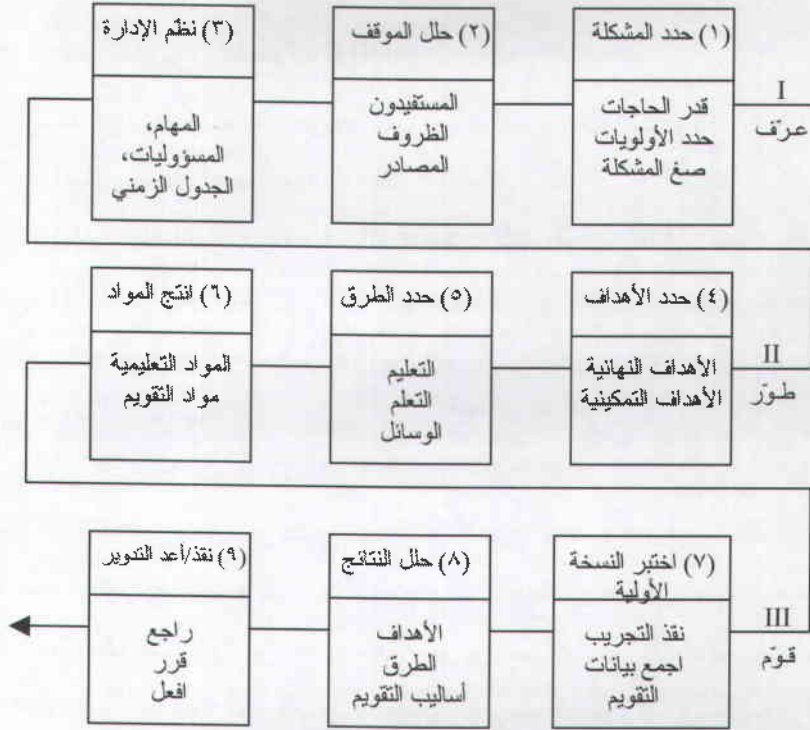 I
عرّف
(١) حدد المشكلة
قدر الحاجات
حدد الأولويات
صغ المشكلة
(٢) حلل الموقف
المستفيدون
الظروف
المصادر
(٣) نظّم الإدارة
المهام،
المسؤوليات،
الجدول الزمني
II
طوّر
(٤) حدد الأهداف
الأهداف النهائية
الأهداف التمكينية
(٥) حدد الطرق
التعليم
التعلم
الوسائل
(٦) انتج المواد
المواد التعليمية
مواد التقويم
III
قوّم
(٧) اختبر النسخة
الأولية
نفذ التجريب
اجمع بيانات
التقويم
(٨) حلل النتائج
الأهداف
الطرق
أساليب التقويم
(٩) نفذ/أعد التدوير
راجع
قرر
افعل